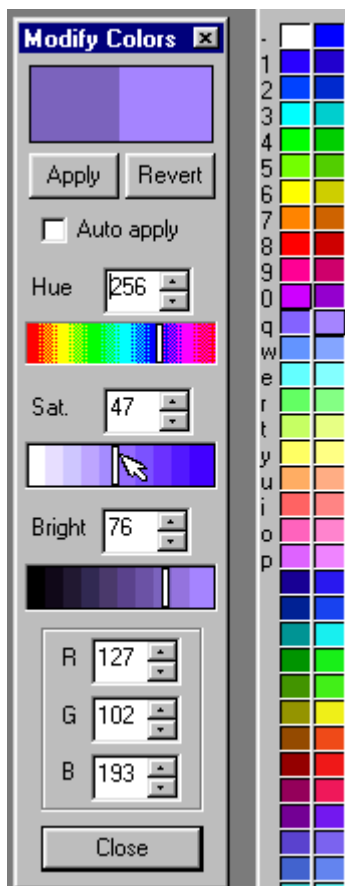 Modify Colors
Apply Revert
Auto apply
Hue 256
Sat. 47
Bright 76
R 127
G 102
B 193
Close
-
1
2
3
4
5
6
7
8
9
0
q
w
e
r
t
y
u
i
o
p